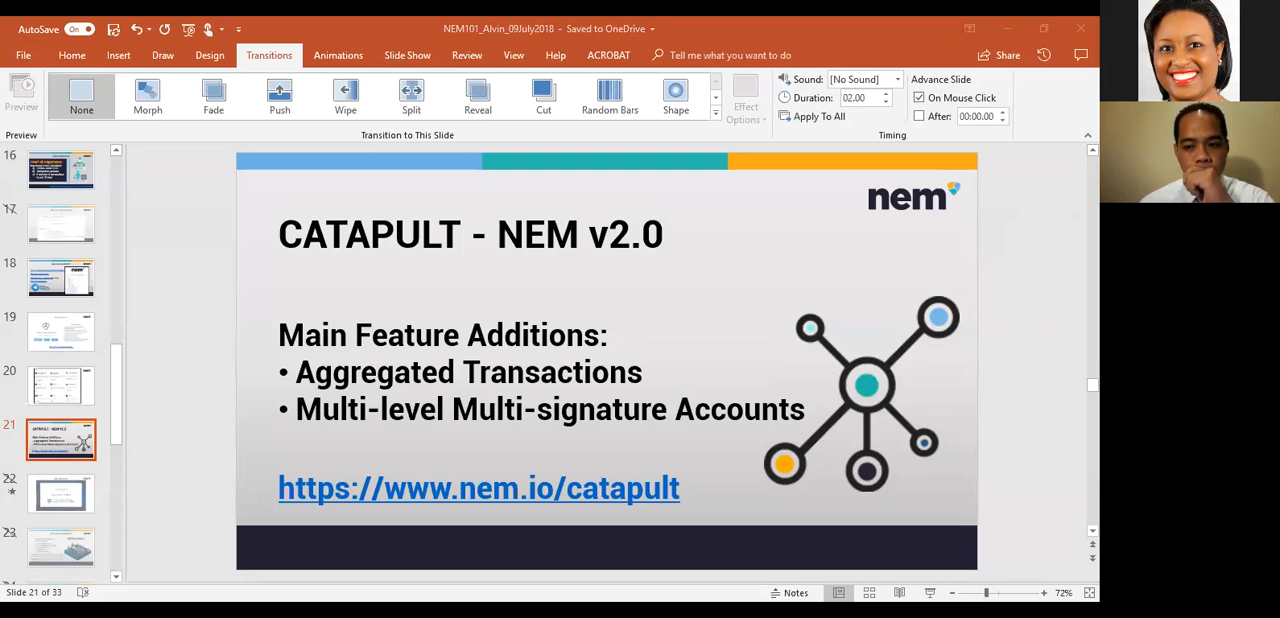 AutoSave On NEM101_Alvin_09July2018 - Saved to OneDrive
File Home Insert Draw Design Transitions Animations Slide Show Review View Help ACROBAT Tell me what you want to do Share
Preview None Morph Fade Push Wipe Split Reveal Cut Random Bars Shape Effect Options
Sound: [No Sound] Advance Slide
Duration: 02.00 On Mouse Click
Apply To All After: 00:00.00
Preview Transition to This Slide Timing
16
17
18
19
20
21
22
23
nem
CATAPULT - NEM v2.0
Main Feature Additions:
• Aggregated Transactions
• Multi-level Multi-signature Accounts
https://www.nem.io/catapult
Slide 21 of 33 Notes 72%